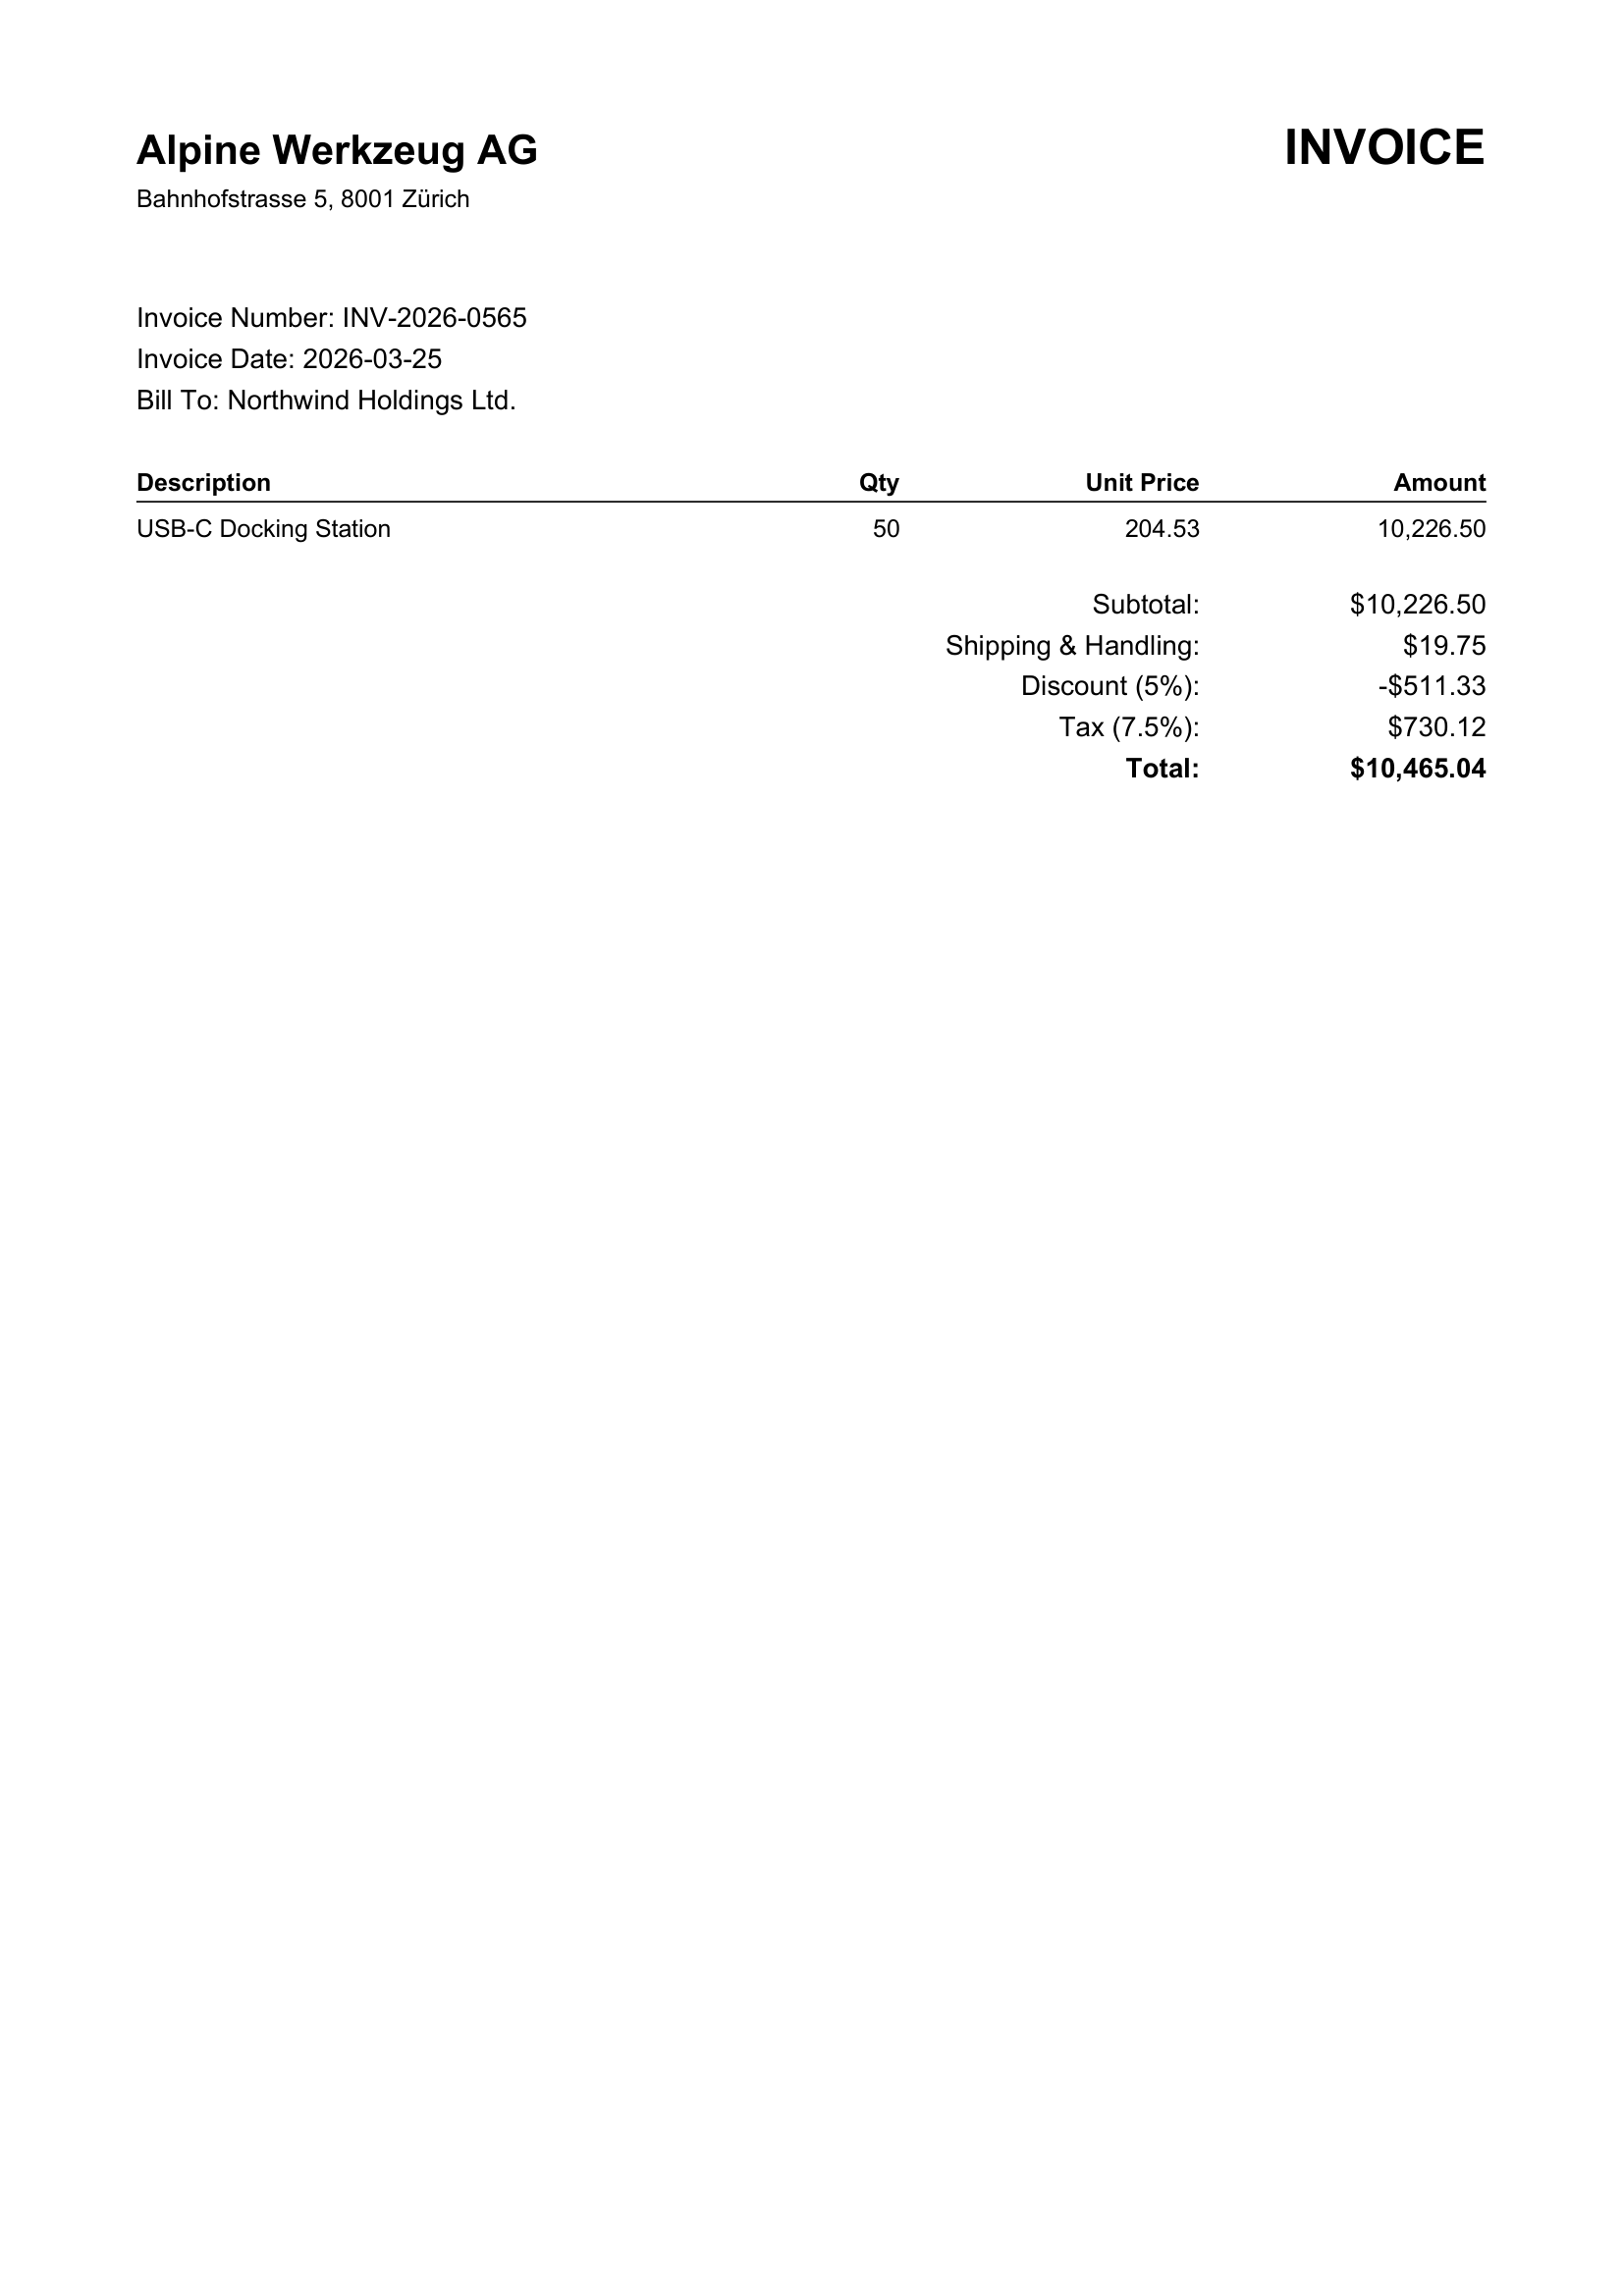 Alpine Werkzeug AG INVOICE
Bahnhofstrasse 5, 8001 Zürich
Invoice Number: INV-2026-0565
Invoice Date: 2026-03-25
Bill To: Northwind Holdings Ltd.
Description Qty Unit Price Amount
USB-C Docking Station 50 204.53 10,226.50
Subtotal: $10,226.50
Shipping & Handling: $19.75
Discount (5%): -$511.33
Tax (7.5%): $730.12
Total: $10,465.04